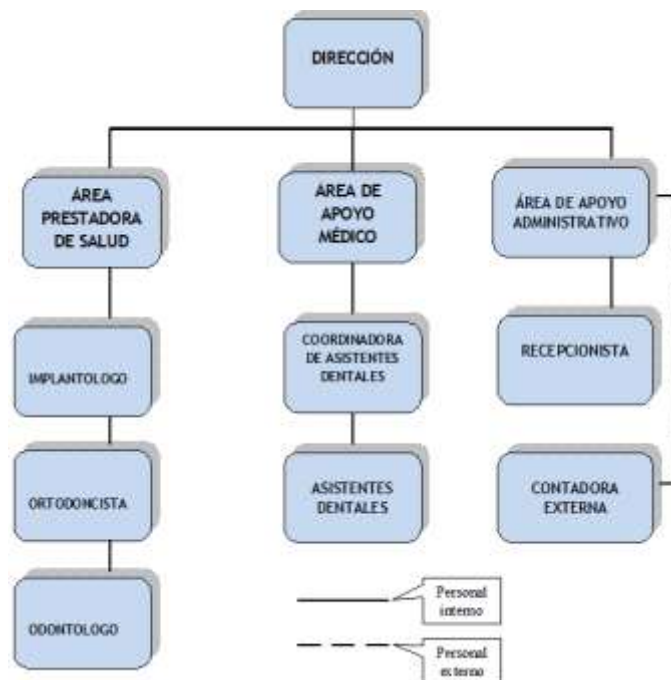 DIRECCIÓN
ÁREA
PRESTADORA
DE SALUD
AREA DE
APOYO
MÉDICO
ÁREA DE APOYO
ADMINISTRATIVO
IMPLANTOLOGO
COORDINADORA
DE ASISTENTES
DENTALES
RECEPCIONISTA
ORTODONCISTA
ASISTENTES
DENTALES
CONTADORA
EXTERNA
ODONTOLOGO
Personal
interno
Personal
externo